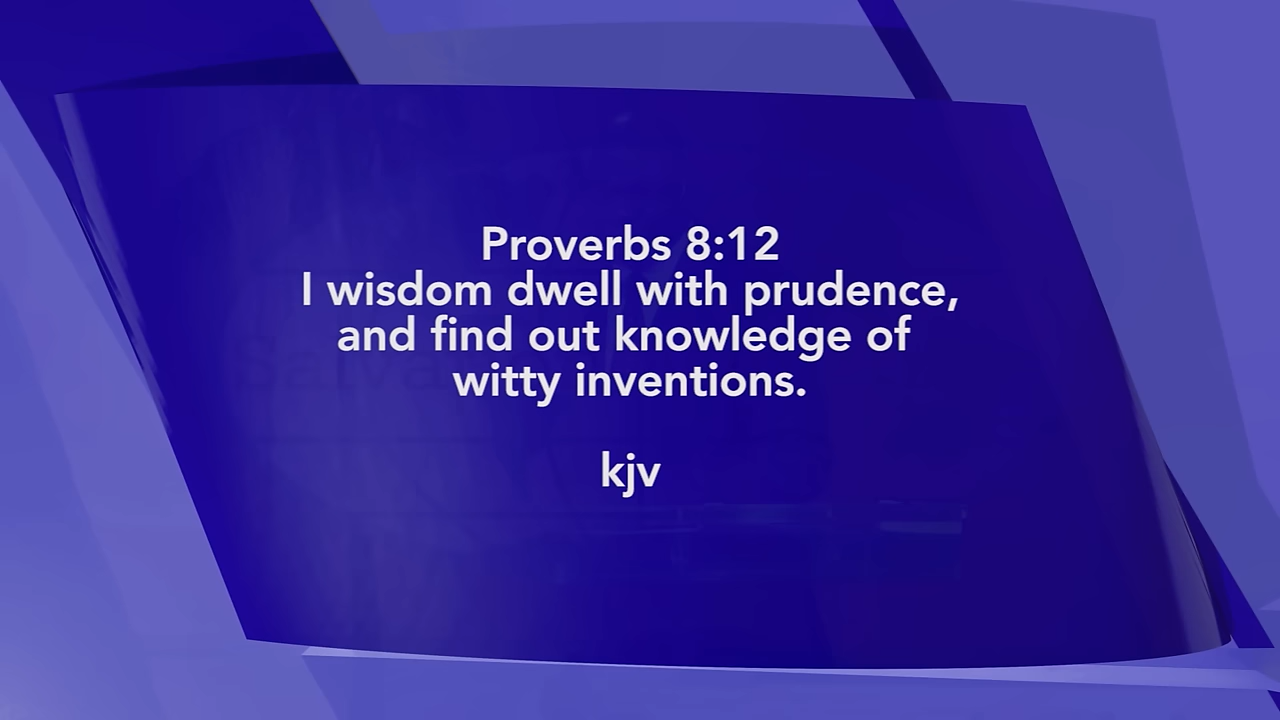 Proverbs 8:12
I wisdom dwell with prudence,
and find out knowledge of
witty inventions.
kjv